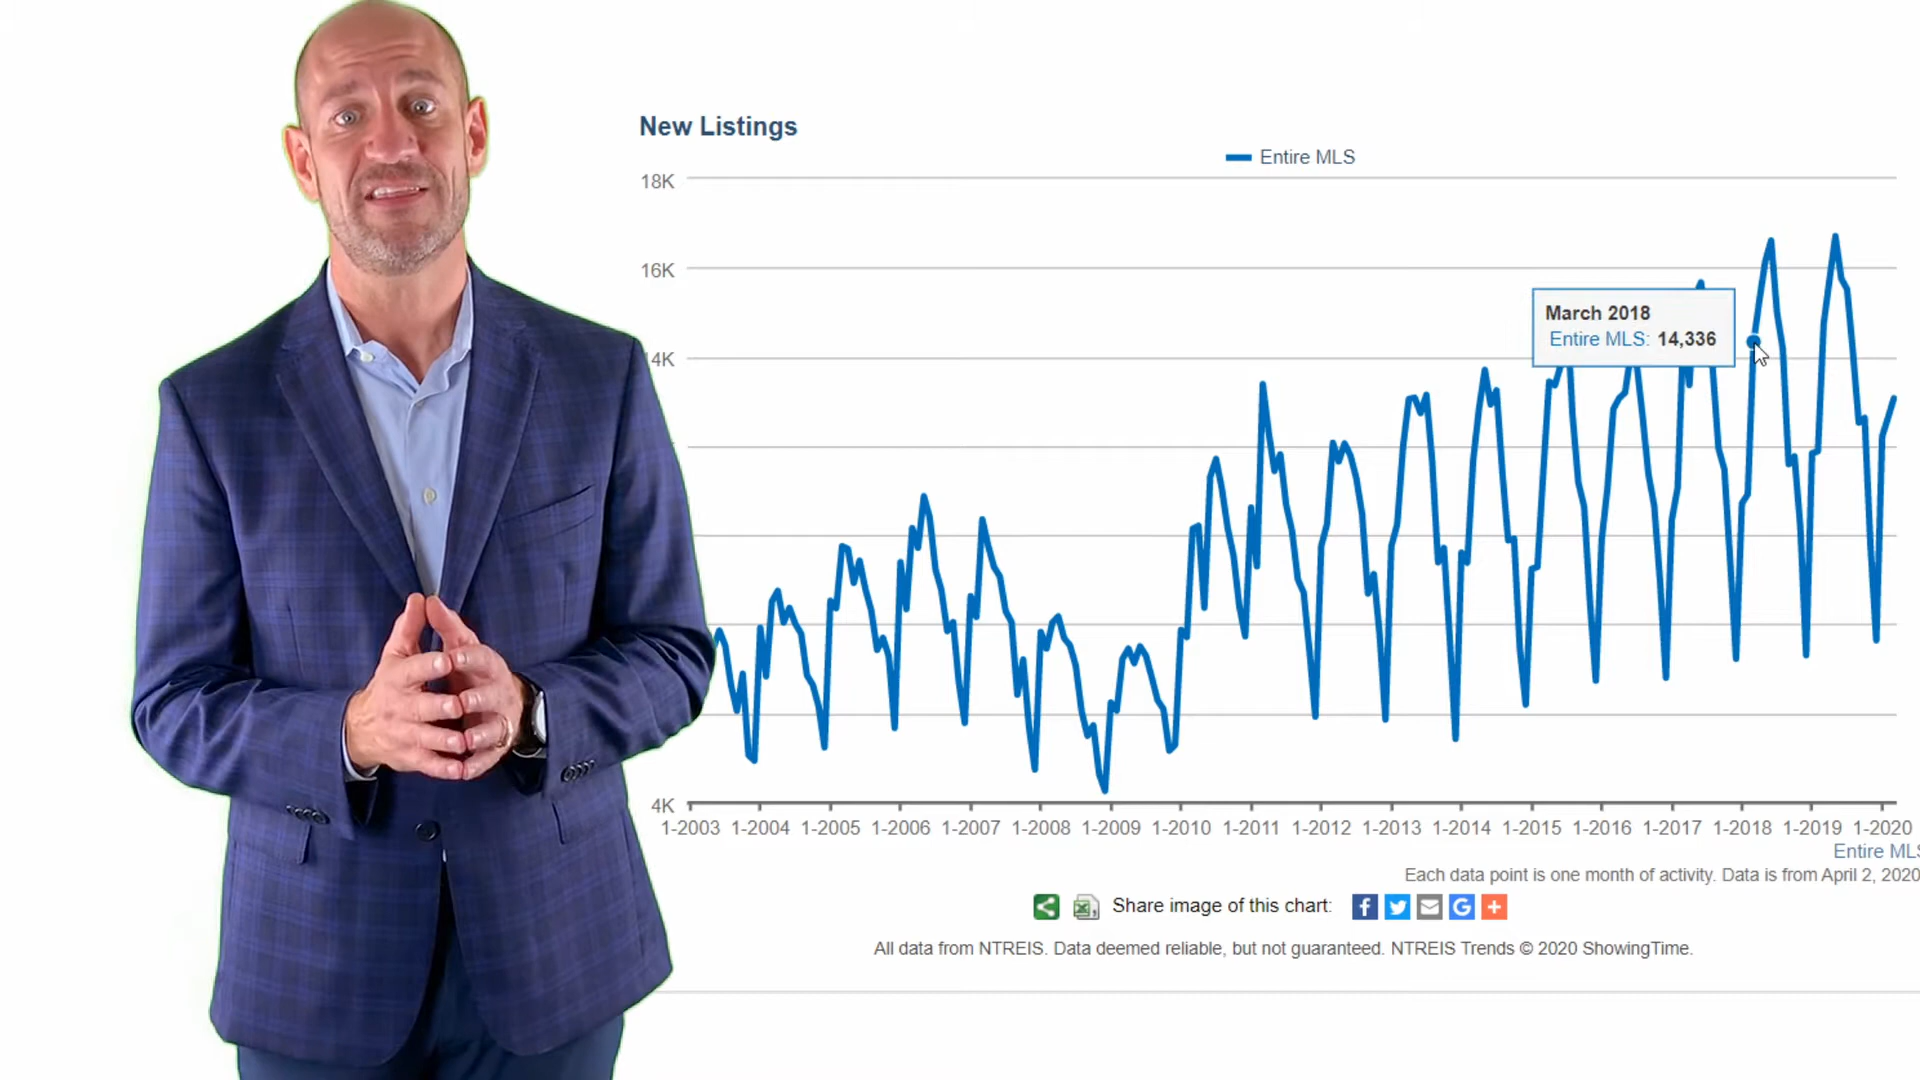 New Listings
Entire MLS
18K
16K
4K
March 2018
Entire MLS: 14,336
4K
1-2003 1-2004 1-2005 1-2006 1-2007 1-2008 1-2009 1-2010 1-2011 1-2012 1-2013 1-2014 1-2015 1-2016 1-2017 1-2018 1-2019 1-2020
Entire MLS
Each data point is one month of activity. Data is from April 2, 2020
Share image of this chart:
All data from NTREIS. Data deemed reliable, but not guaranteed. NTREIS Trends © 2020 ShowingTime.